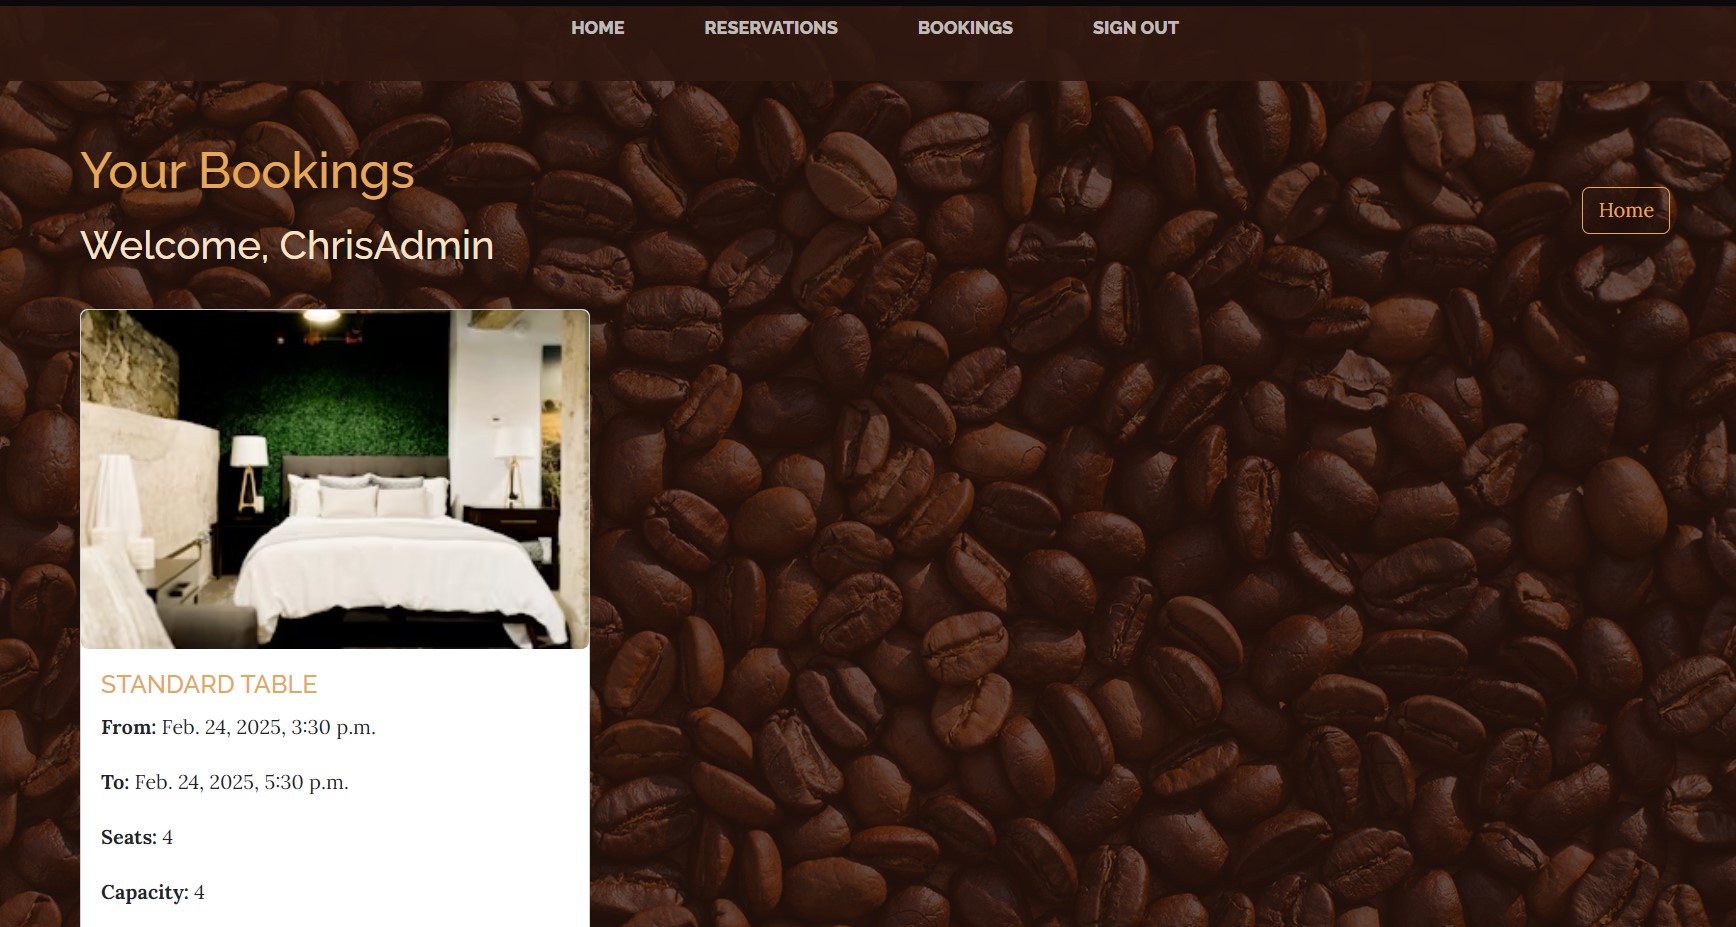 HOME RESERVATIONS BOOKINGS SIGN OUT
Your Bookings
Home
Welcome, ChrisAdmin
STANDARD TABLE
From: Feb. 24, 2025, 3:30 p.m.
To: Feb. 24, 2025, 5:30 p.m.
Seats: 4
Capacity: 4